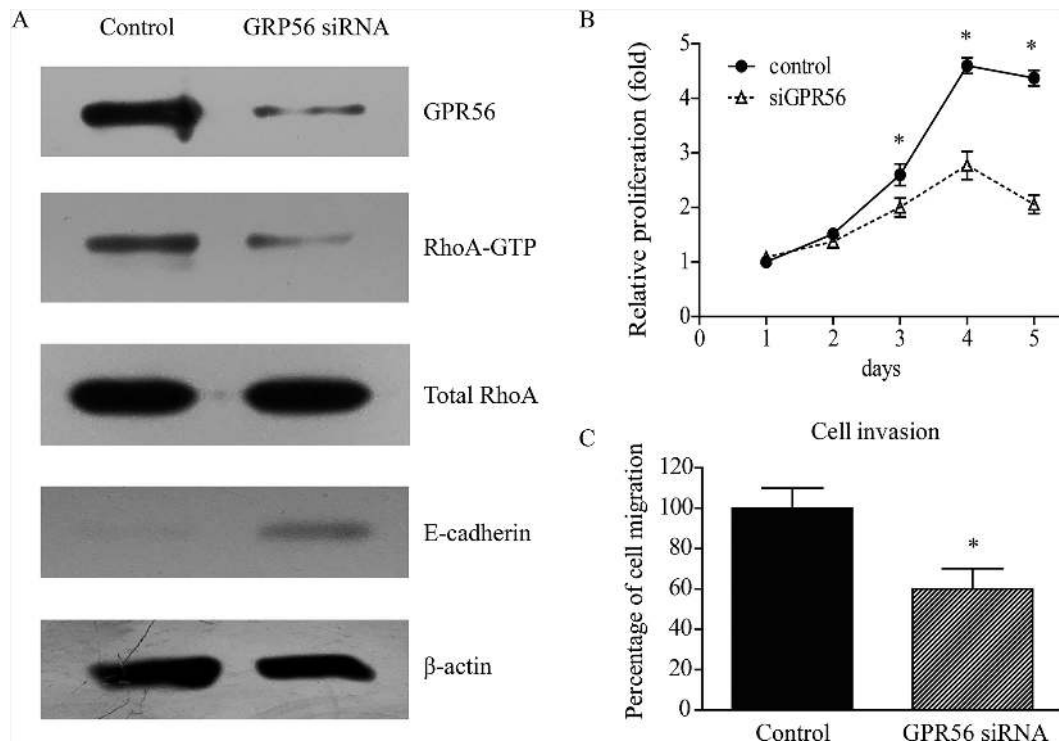 A
Control GRP56 siRNA
GPR56
RhoA-GTP
Total RhoA
E-cadherin
β-actin
B
Relative proliferation (fold)
5
4
3
2
1
0
control
siGPR56
*
*
*
0 1 2 3 4 5
days
C
Cell invasion
Percentage of cell migration
120
100
80
60
40
20
0
*
Control GPR56 siRNA